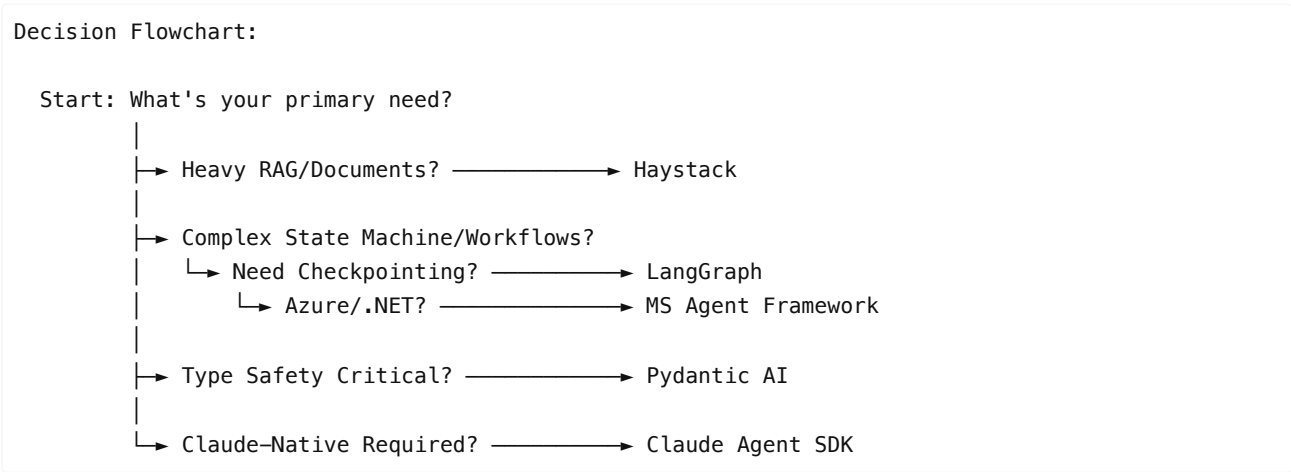 Decision Flowchart:
Start: What's your primary need?
Heavy RAG/Documents? Haystack
Complex State Machine/Workflows?
Need Checkpointing? LangGraph
Azure/.NET? MS Agent Framework
Type Safety Critical? Pydantic AI
Claude-Native Required? Claude Agent SDK